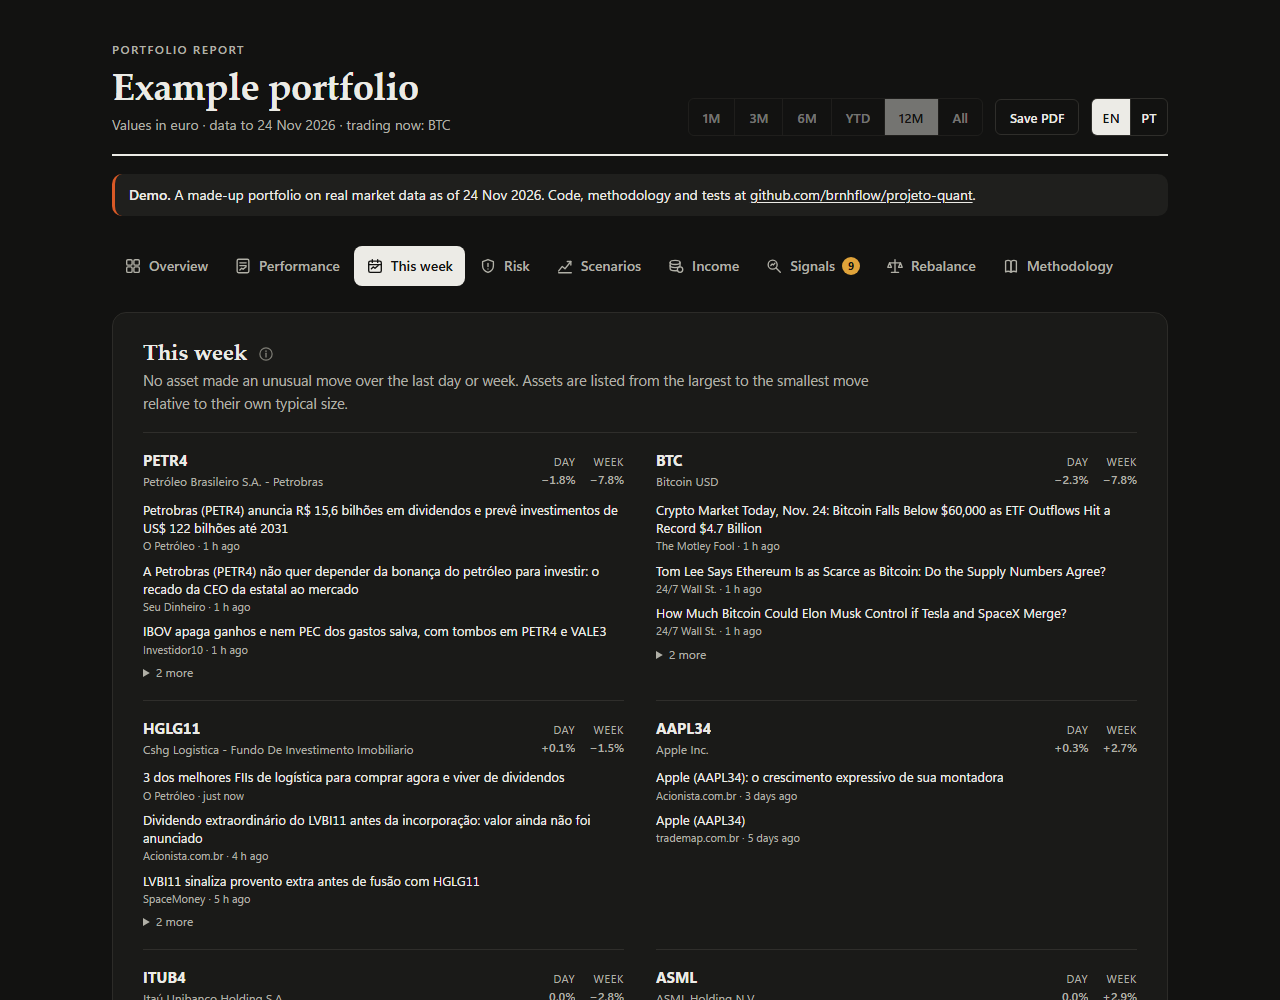 PORTFOLIO REPORT
Example portfolio
Values in euro · data to 24 Nov 2026 · trading now: BTC
1M 3M 6M YTD 12M All
Save PDF
EN PT
Demo. A made-up portfolio on real market data as of 24 Nov 2026. Code, methodology and tests at github.com/brnhflow/projeto-quant.
Overview Performance This week Risk Scenarios Income Signals 9 Rebalance Methodology
This week
No asset made an unusual move over the last day or week. Assets are listed from the largest to the smallest move
relative to their own typical size.
PETR4
DAY WEEK
Petróleo Brasileiro S.A. - Petrobras
−1.8% −7.8%
Petrobras (PETR4) anuncia R$ 15,6 bilhões em dividendos e prevê investimentos de
US$ 122 bilhões até 2031
O Petróleo · 1 h ago
A Petrobras (PETR4) não quer depender da bonança do petróleo para investir: o
recado da CEO da estatal ao mercado
Seu Dinheiro · 1 h ago
IBOV apaga ganhos e nem PEC dos gastos salva, com tombos em PETR4 e VALE3
Investidor10 · 1 h ago
2 more
BTC
DAY WEEK
Bitcoin USD
−2.3% −7.8%
Crypto Market Today, Nov. 24: Bitcoin Falls Below $60,000 as ETF Outflows Hit a
Record $4.7 Billion
The Motley Fool · 1 h ago
Tom Lee Says Ethereum Is as Scarce as Bitcoin: Do the Supply Numbers Agree?
24/7 Wall St. · 1 h ago
How Much Bitcoin Could Elon Musk Control if Tesla and SpaceX Merge?
24/7 Wall St. · 1 h ago
2 more
HGLG11
DAY WEEK
Cshg Logistica - Fundo De Investimento Imobiliario
+0.1% −1.5%
3 dos melhores FIIs de logística para comprar agora e viver de dividendos
O Petróleo · just now
Dividendo extraordinário do LVBI11 antes da incorporação: valor ainda não foi
anunciado
Acionista.com.br · 4 h ago
LVBI11 sinaliza provento extra antes de fusão com HGLG11
SpaceMoney · 5 h ago
2 more
AAPL34
DAY WEEK
Apple Inc.
+0.3% +2.7%
Apple (AAPL34): o crescimento expressivo de sua montadora
Acionista.com.br · 3 days ago
Apple (AAPL34)
trademap.com.br · 5 days ago
ITUB4
DAY WEEK
Itaú Unibanco Holding S.A.
0.0% −2.8%
ASML
DAY WEEK
ASML Holding N.V.
0.0% +2.9%